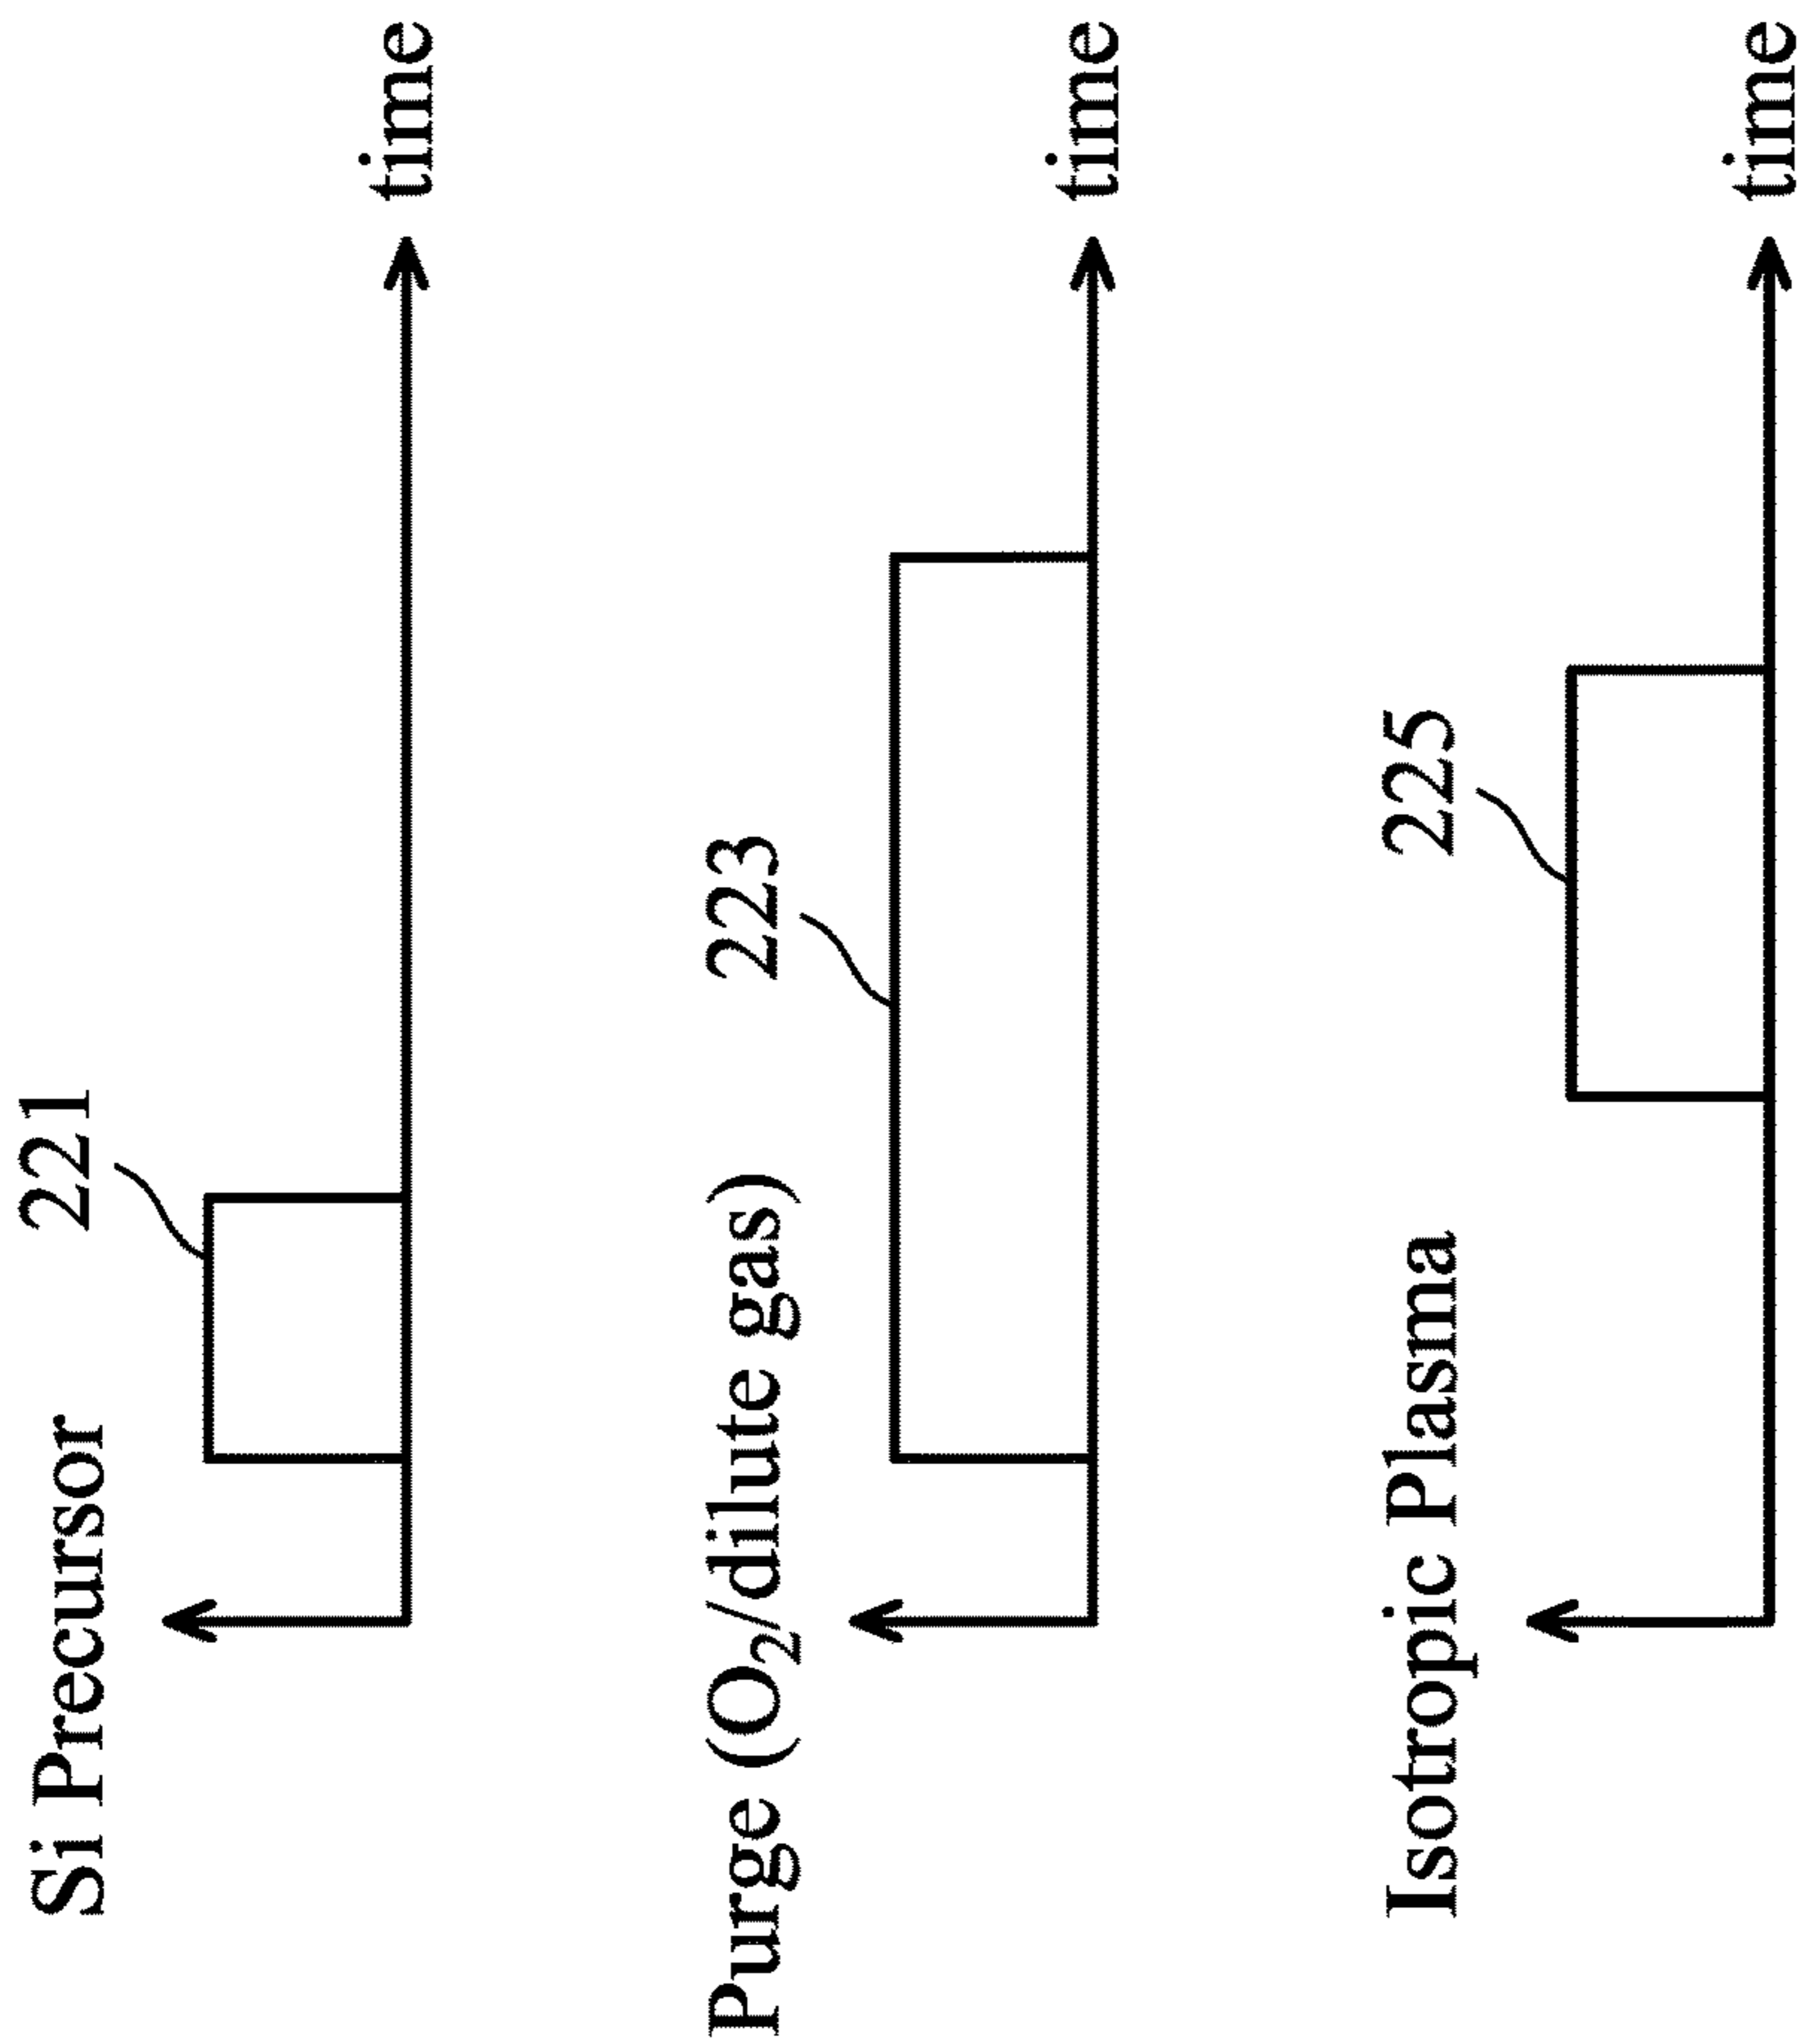 Si Precursor
221
time
Purge (O₂/dilute gas)
223
time
Isotropic Plasma
225
time